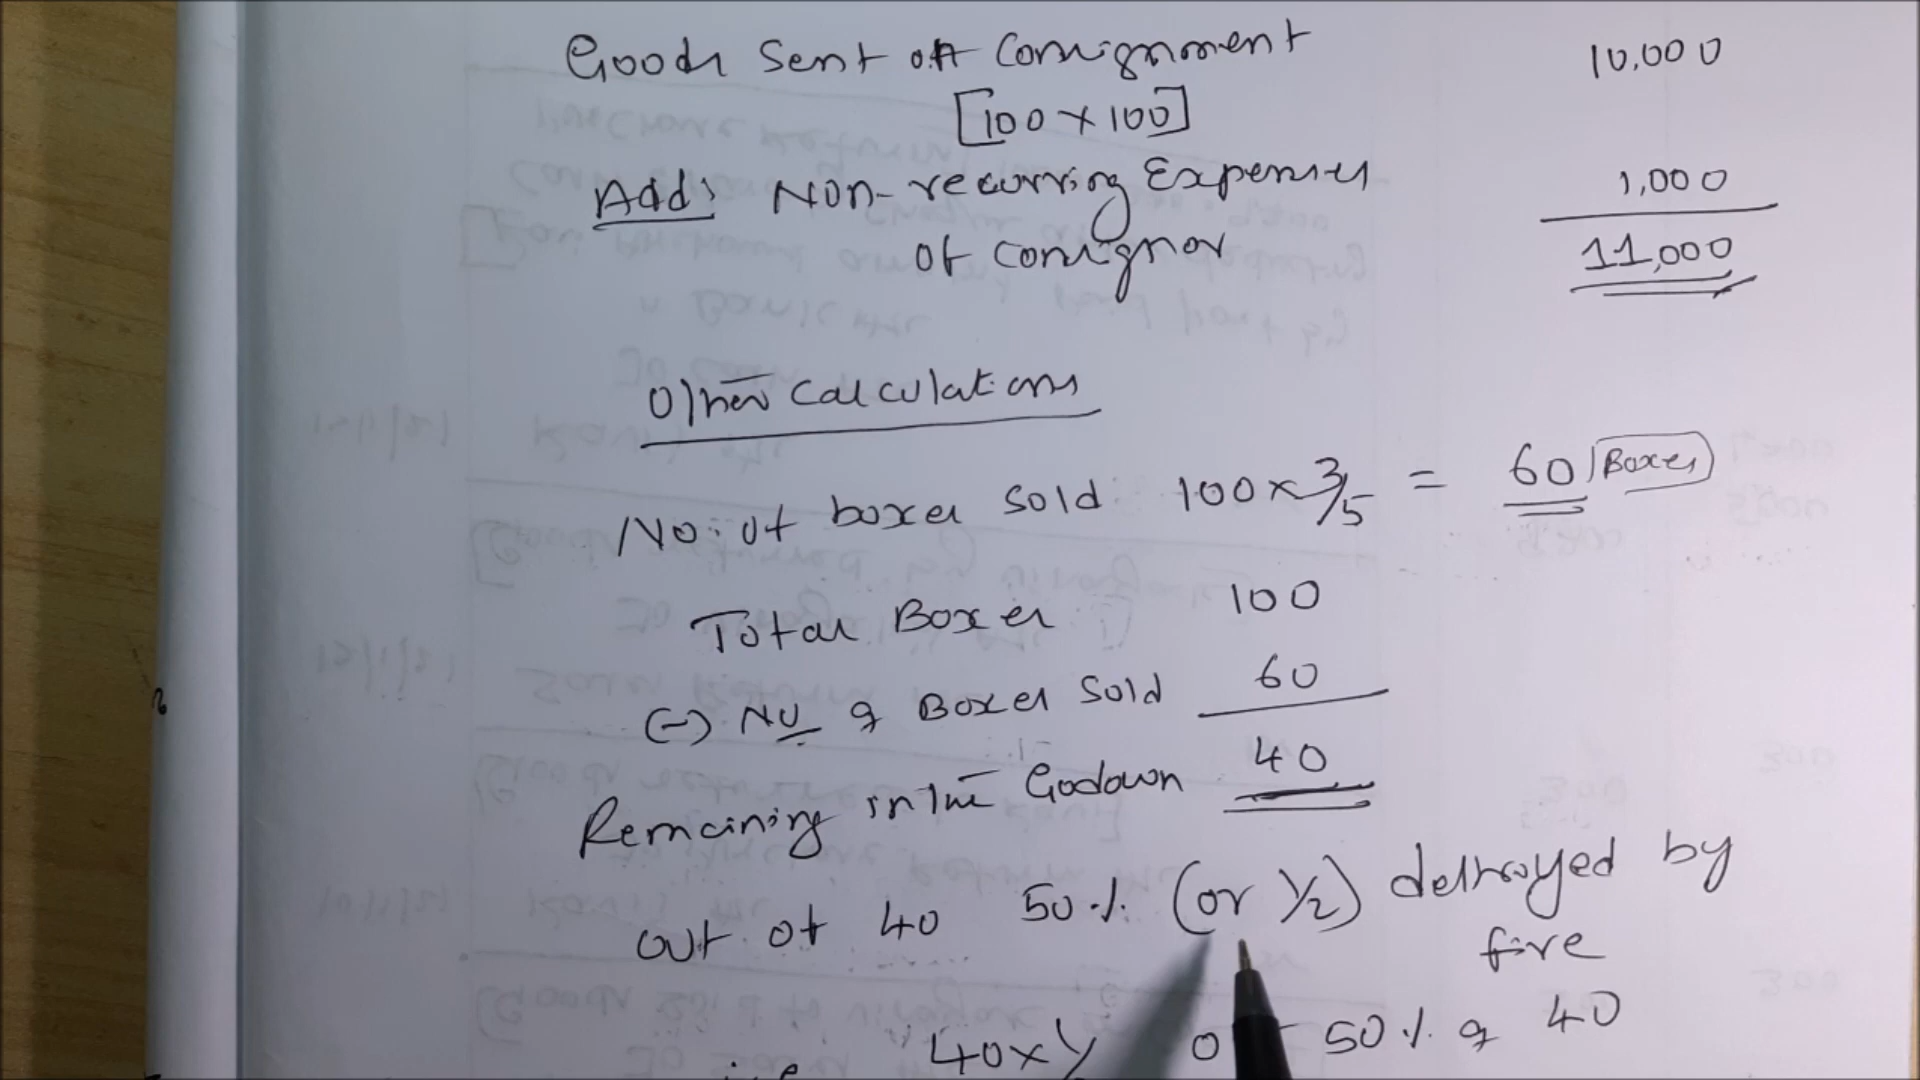 Goods Sent on Consignment 10,000
[100 x 100]
Add: Non-recurring Expenses 1,000
of consignor 11,000
Other Calculations
No. of boxes sold 100 x 3/5 = 60 Boxes
Total Boxes 100
(-) No of Boxes Sold 60
Remaining in the Godown 40
out of 40 50% (or 1/2) destroyed by
fire
40 x 50% of 40